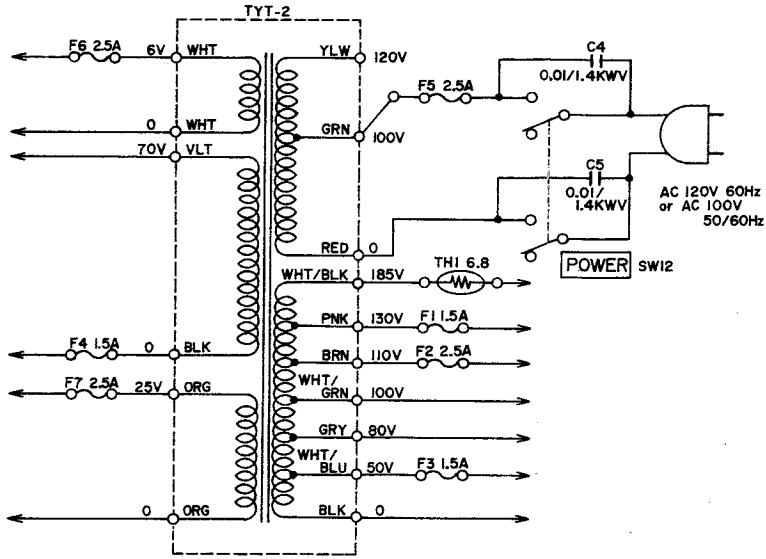 TYT-2
F6 2.5A
6V
WHT
YLW
120V
C4
0.01/1.4KWV
F5 2.5A
0
WHT
GRN
100V
70V
VLT
C5
0.01/
1.4KWV
AC 120V 60Hz
or AC 100V
50/60Hz
RED
0
POWER
SW12
WHT/BLK
185V
TH1 6.8
PNK
130V
F1 1.5A
F4 1.5A
0
BLK
BRN
110V
F2 2.5A
F7 2.5A
25V
ORG
WHT/
GRN
100V
GRY
80V
WHT/
BLU
50V
F3 1.5A
0
ORG
BLK
0